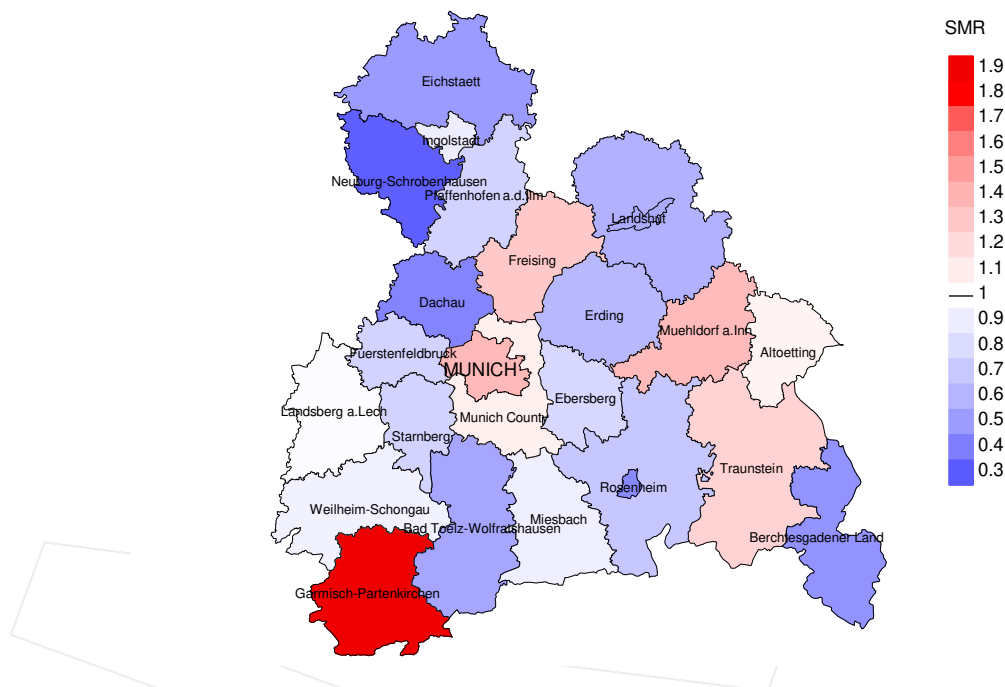 SMR
Eichstaett
1.9
1.8
1.7
1.6
1.5
1.4
1.3
1.2
1.1
1
0.9
0.8
0.7
0.6
0.5
0.4
0.3
Ingolstadt
Neuburg-Schrobenhausen
Pfaffenhofen a.d.Ilm
Landshut
Freising
Dachau
Erding
Muehldorf a.Inn
Altoetting
Fuerstenfeldbruck
MUNICH
Ebersberg
Landsberg a.Lech
Munich County
Starnberg
Traunstein
Rosenheim
Weilheim-Schongau
Miesbach
Bad Toelz-Wolfratshausen
Berchtesgadener Land
Garmisch-Partenkirchen